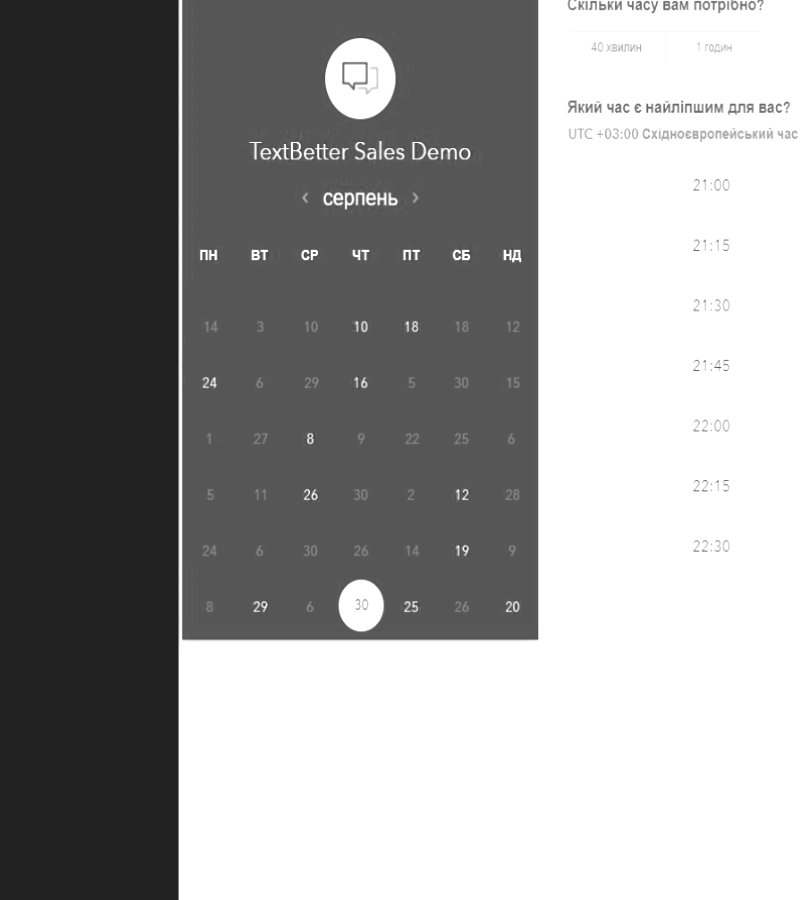 TextBetter Sales Demo
‹ серпень ›
ПН ВТ СР ЧТ ПТ СБ НД
14 3 10 10 18 18 12
24 6 29 16 5 30 15
1 27 8 9 22 25 6
5 11 26 30 2 12 28
24 6 30 26 14 19 9
8 29 6 30 25 26 20
Скільки часу вам потрібно?
40 хвилин 1 годин
Який час є найліпшим для вас?
UTC +03:00 Східноєвропейський час
21:00
21:15
21:30
21:45
22:00
22:15
22:30